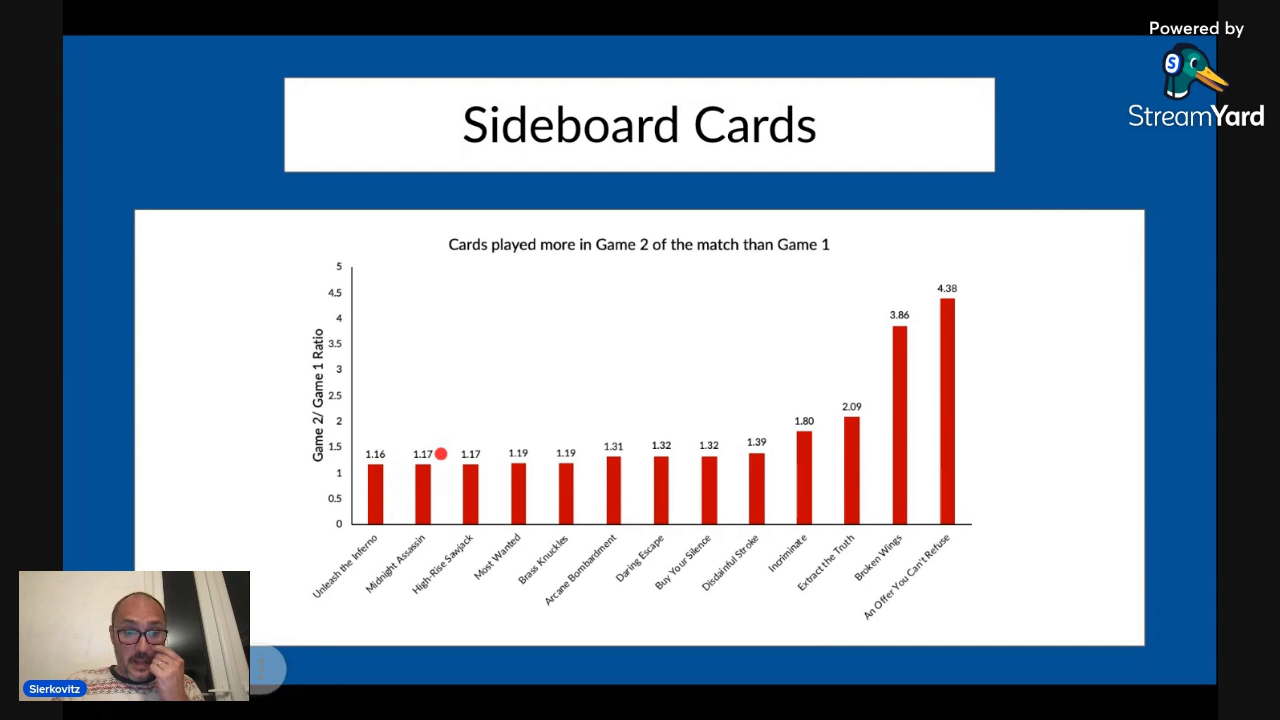 Powered by
StreamYard
Sideboard Cards
Cards played more in Game 2 of the match than Game 1
Game 2/ Game 1 Ratio
5
4.5
4
3.5
3
2.5
2
1.5
1
0.5
0
1.16
1.17
1.17
1.19
1.19
1.31
1.32
1.32
1.39
1.80
2.09
3.86
4.38
Unleash the Inferno
Midnight Assassin
High-Rise Sawjack
Most Wanted
Brass Knuckles
Arcane Bombardment
Daring Escape
Buy Your Silence
Disdainful Stroke
Incriminate
Extract the Truth
Broken Wings
An Offer You Can't Refuse
S
Sierkovitz